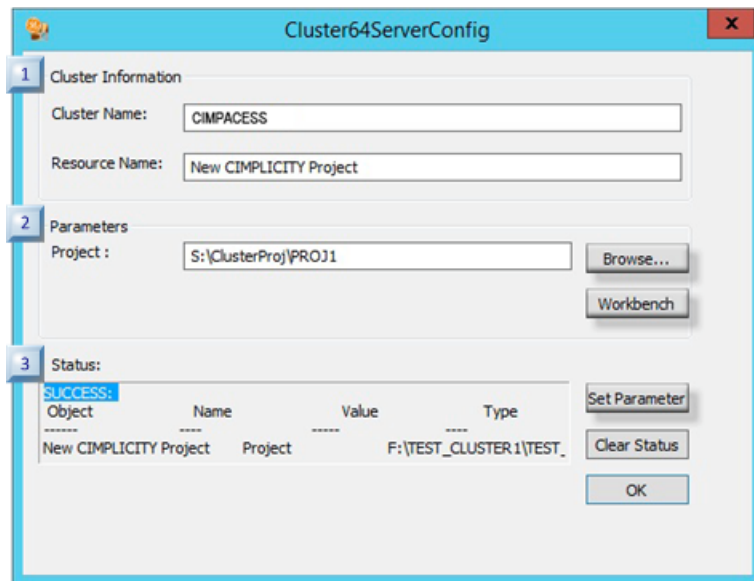 Cluster64ServerConfig
x
1 Cluster Information
Cluster Name: CIMPACESS
Resource Name: New CIMPLICITY Project
2 Parameters
Project : S:\ClusterProj\PROJ1 Browse...
Workbench
3 Status:
SUCCESS:
Set Parameter
Object Name Value Type
------ ---- ----- ----
New CIMPLICITY Project Project F:\TEST_CLUSTER1\TEST_
Clear Status
OK